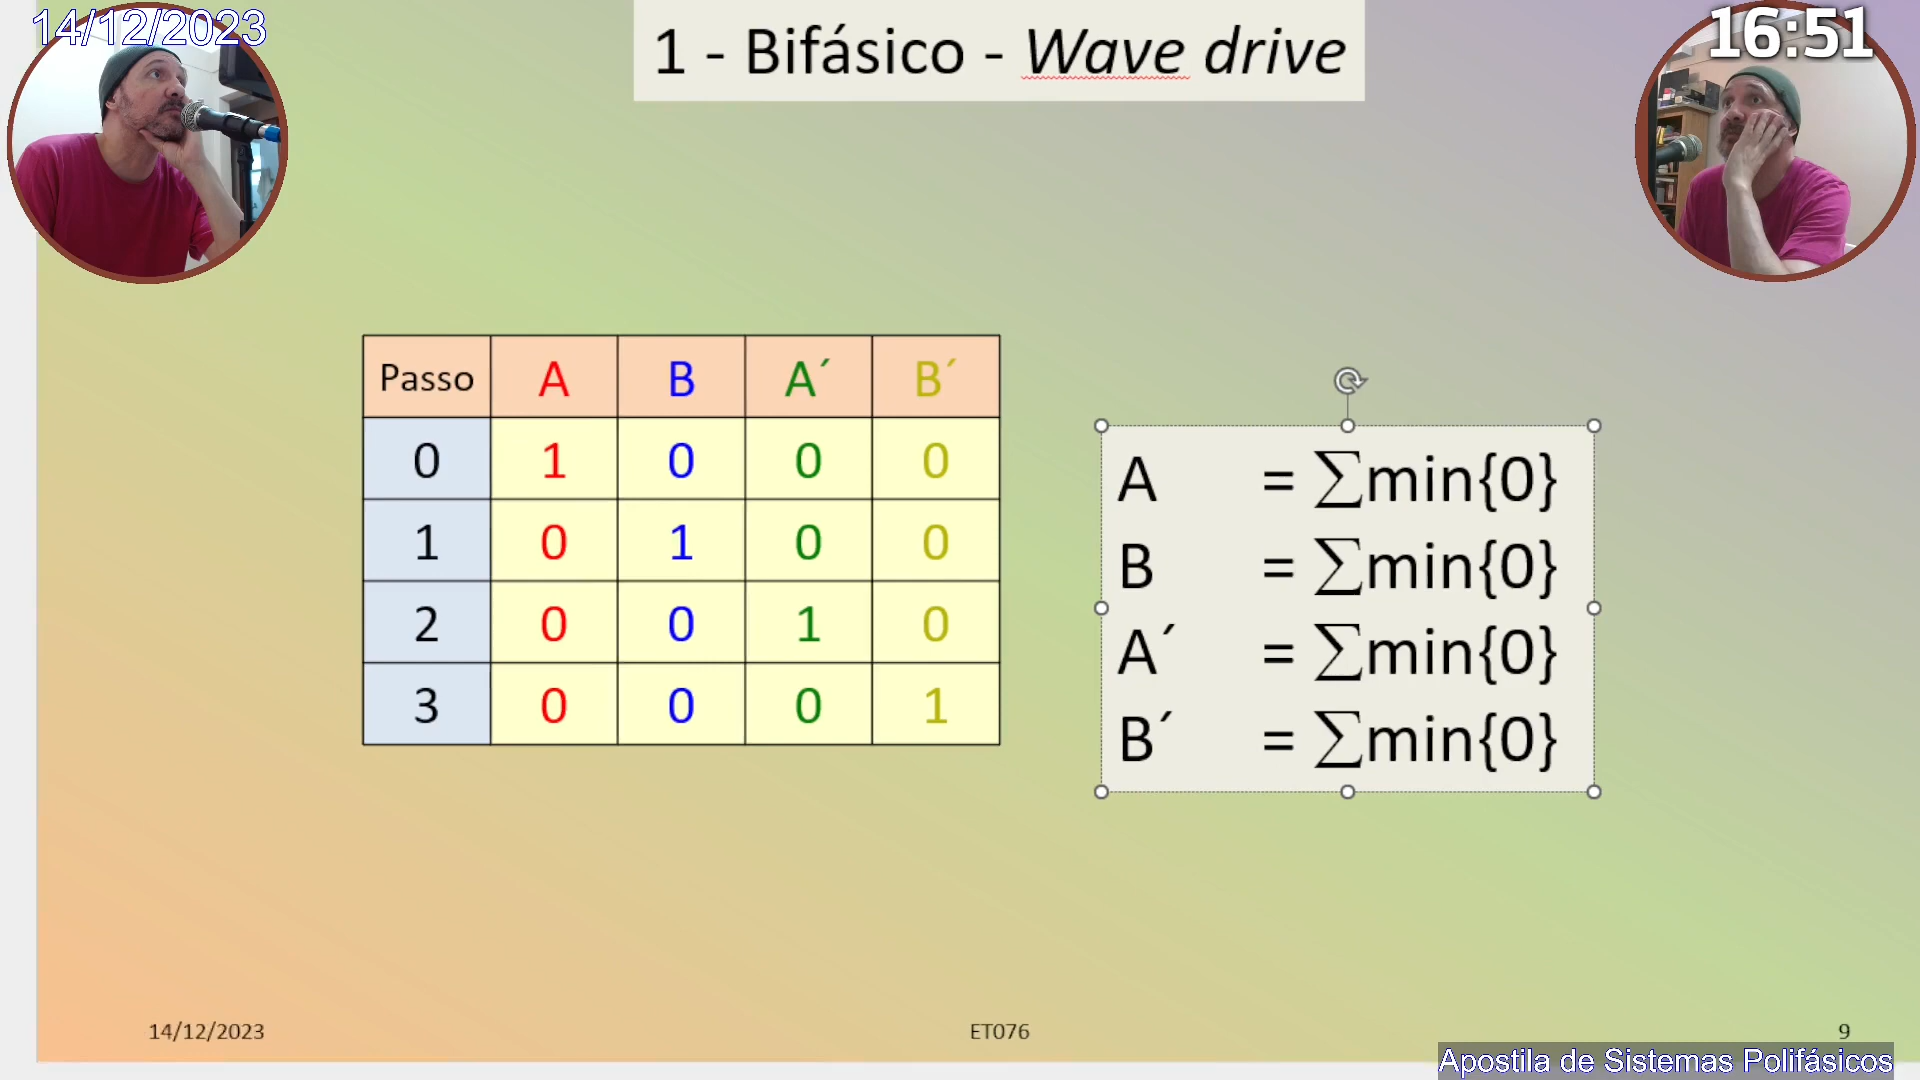 14/12/2023
16:51
1 - Bifásico - Wave drive
Passo A B A´ B´
0 1 0 0 0
1 0 1 0 0
2 0 0 1 0
3 0 0 0 1
A = ∑min{0}
B = ∑min{0}
A´ = ∑min{0}
B´ = ∑min{0}
14/12/2023 ET076 9
Apostila de Sistemas Polifásicos